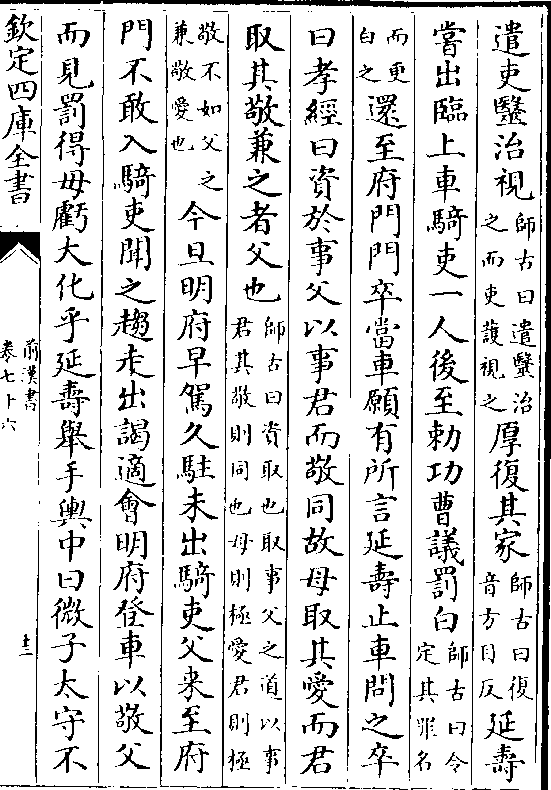 遣吏醫治視師古曰遣醫治之而吏護視之厚復其家師古曰復音方目反延壽
嘗出臨上車騎吏一人後至勅功曹議罰白師古曰令定其罪名
而更白之還至府門門卒當車願有所言延壽止車問之卒
曰孝經曰資於事父以事君而敬同故母取其愛而君
取其敬兼之者父也師古曰資取也取事父之道以事君其敬則同也母則極愛君則極
敬不如父之兼敬愛也今旦明府早駕久駐未出騎吏父來至府
門不敢入騎吏聞之趨走出謁適會明府登車以敬父
而見罰得毋虧大化乎延壽舉手輿中曰微子太守不
欽定四庫全書
前漢書
卷七十六
十三